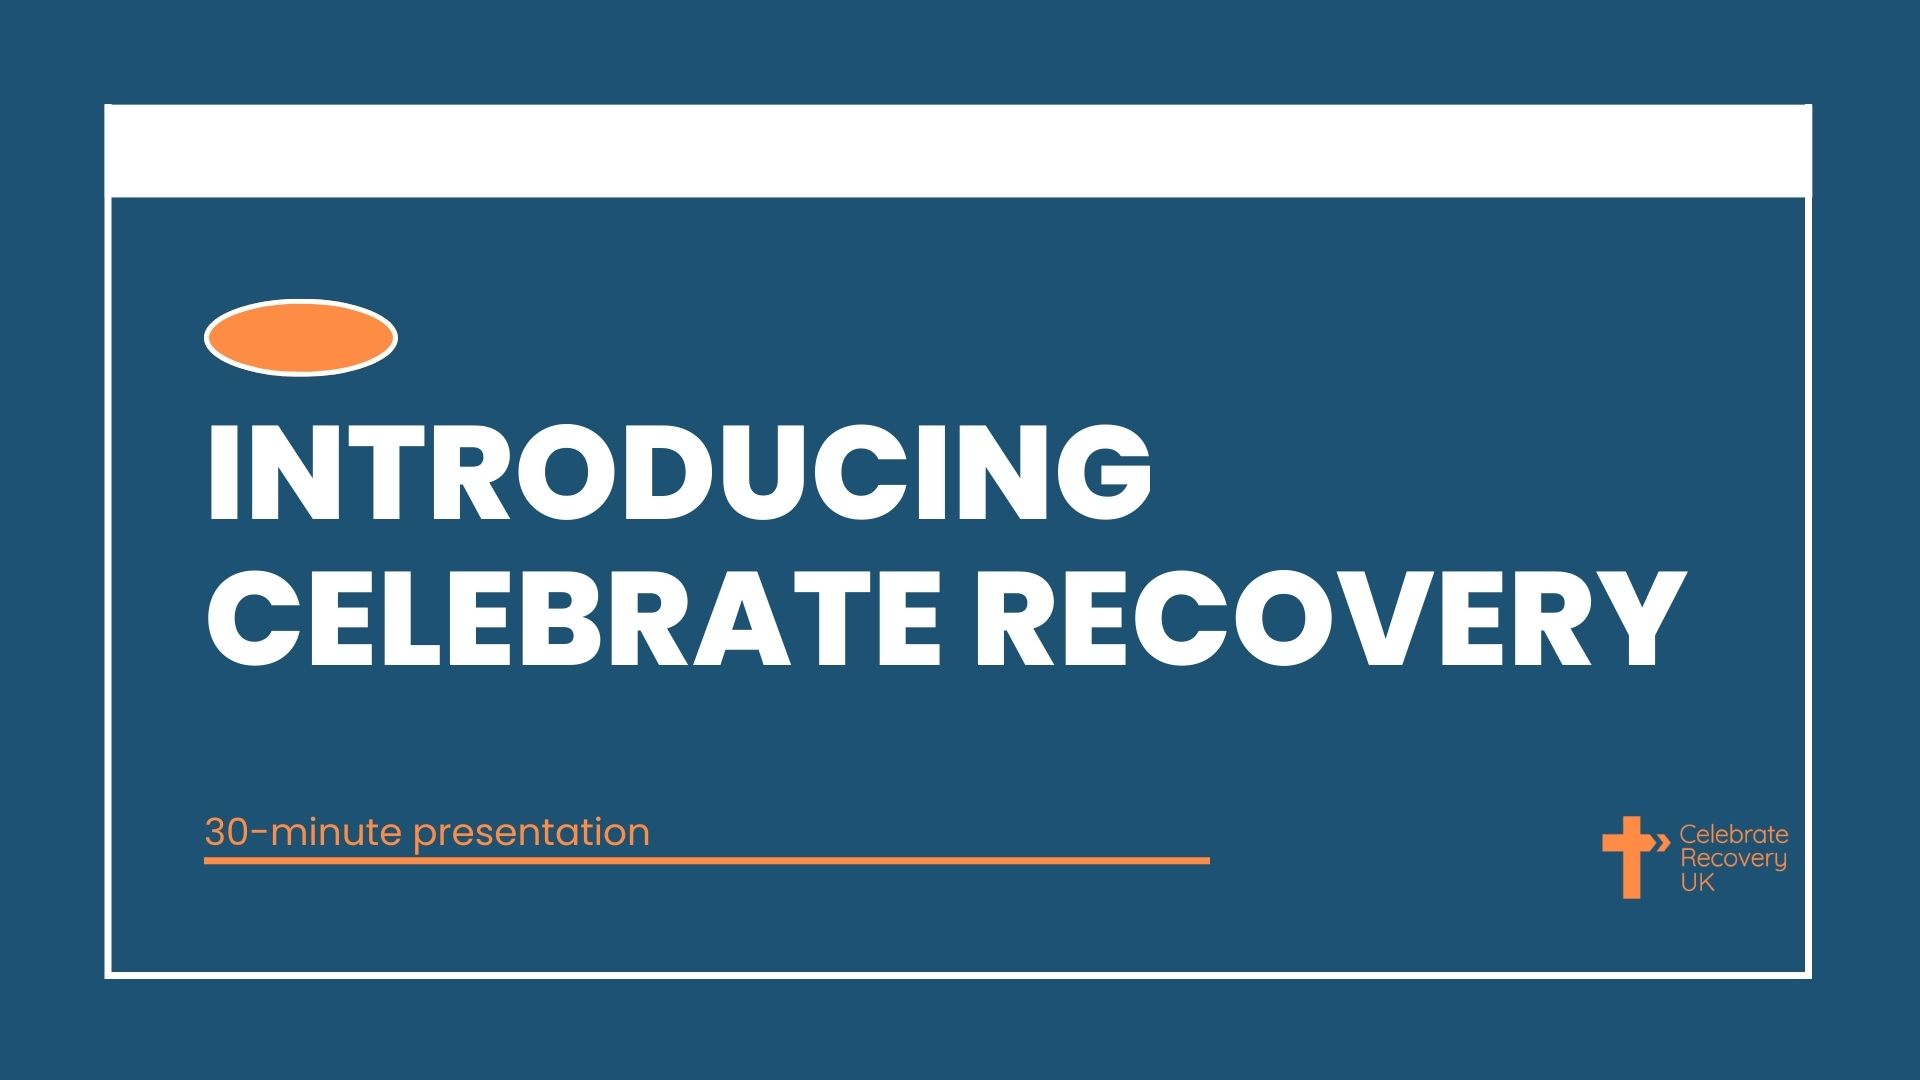 INTRODUCING
CELEBRATE RECOVERY
30-minute presentation
Celebrate
Recovery
UK